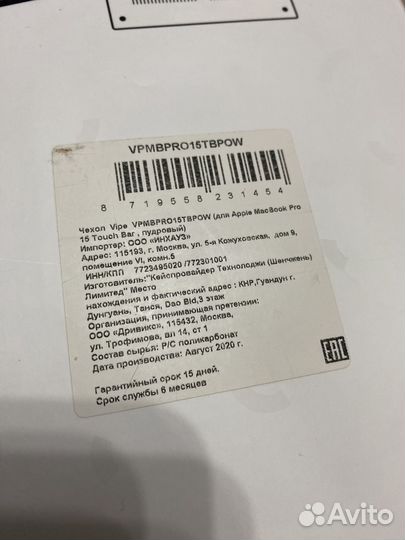 VPMBPRO15TBPOW
8 719558 231454
Чехол Vipe VPMBPRO15TBPOW (для Apple MacBook Pro
15 Touch Bar , пудровый)
Импортер: ООО «ИНХАУЗ»
Адрес: 115193, г. Москва, ул. 5-я Кожуховская, дом 9,
помещение VI, комн.5
ИНН/КПП 7723495020 /772301001
Изготовитель:"Кейспровайдер Технолоджи (Шенчжень)
Лимитед" Место
нахождения и фактический адрес : КНР,Гуандун г.
Дунгуань, Танся, Dao Bld,3 этаж
Организация, принимающая претензии:
ООО «Дривикс», 115432, Москва,
ул. Трофимова, вл 14, ст 1
Состав сырья: P/C поликарбонат
Дата производства: Август 2020 г.
Гарантийный срок 15 дней.
Срок службы 6 месяцев
EAC
Avito